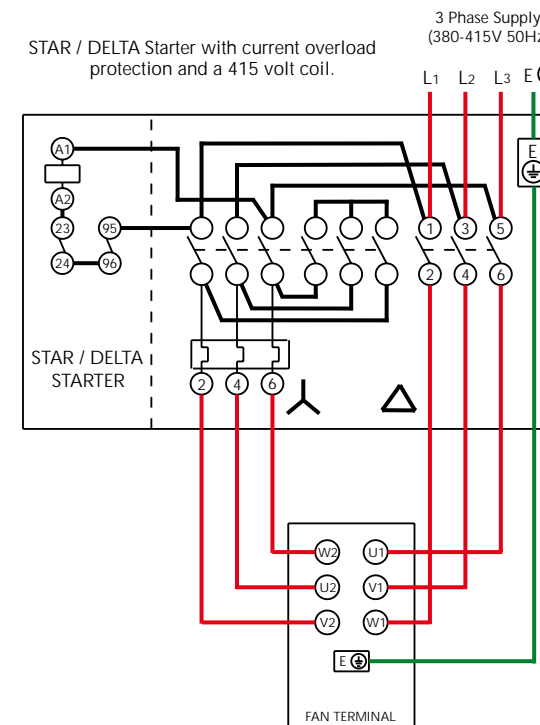 3 Phase Supply
(380-415V 50Hz
STAR / DELTA Starter with current overload
protection and a 415 volt coil.
L1 L2 L3 E
A1
E
A2
23 95
1 3 5
24 96
2 4 6
STAR / DELTA
STARTER
2 4 6
W2 U1
U2 V1
V2 W1
E
FAN TERMINAL